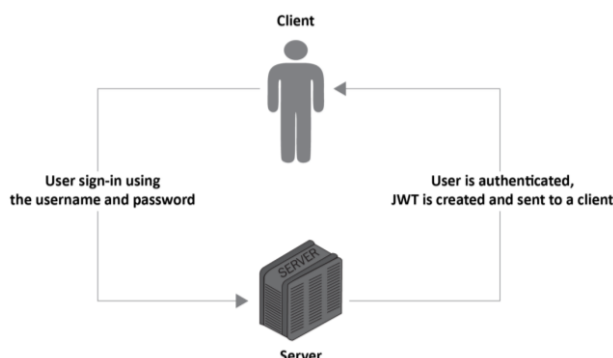 Client
User sign-in using
the username and password
User is authenticated,
JWT is created and sent to a client
SERVER
Server